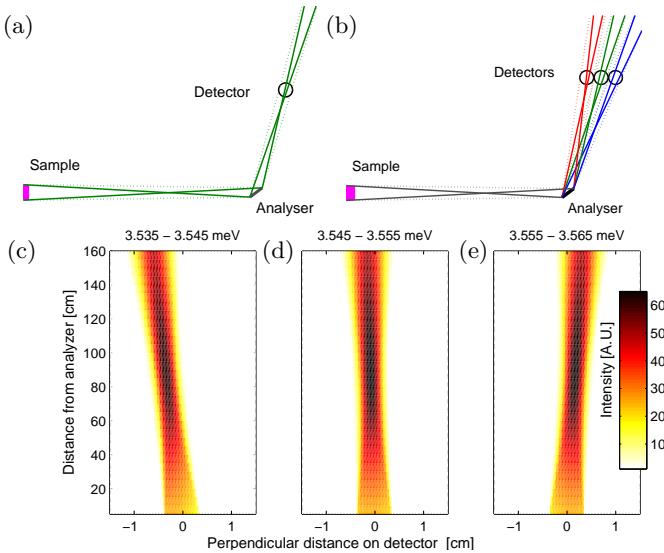 (a)
(b)
Detector
Detectors
Sample
Sample
Analyser
Analyser
(c)
3.535 – 3.545 meV
(d)
3.545 – 3.555 meV
(e)
3.555 – 3.565 meV
Distance from analyzer [cm]
160
140
120
100
80
60
40
20
−1 0 1
−1 0 1
−1 0 1
Perpendicular distance on detector [cm]
Intensity [A.U.]
60
50
40
30
20
10